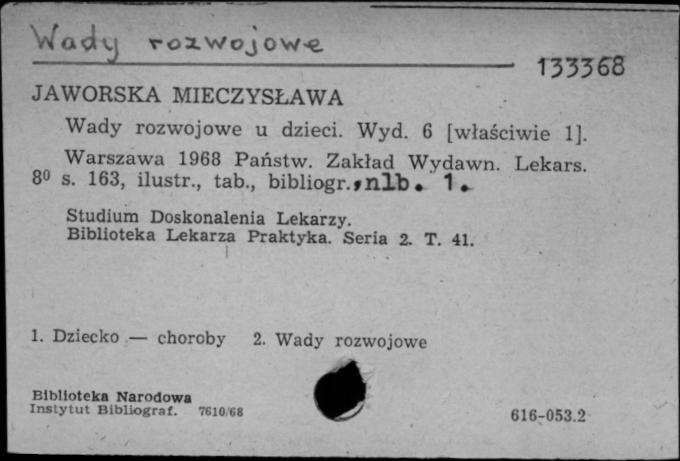 Wady rozwojowe
133368
JAWORSKA MIECZYSŁAWA
Wady rozwojowe u dzieci. Wyd. 6 [właściwie 1].
Warszawa 1968 Państw. Zakład Wydawn. Lekars.
8⁰ s. 163, ilustr., tab., bibliogr., nlb. 1.
Studium Doskonalenia Lekarzy.
Biblioteka Lekarza Praktyka. Seria 2. T. 41.
1. Dziecko — choroby 2. Wady rozwojowe
Biblioteka Narodowa
Instytut Bibliograf. 7610/68
616-053.2